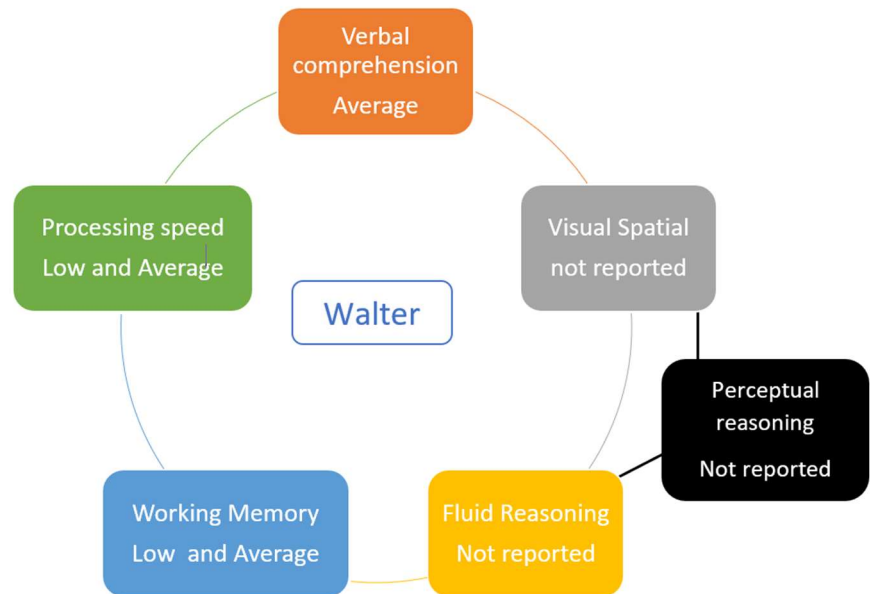 Verbal
comprehension
Average
Processing speed
Low and Average
Visual Spatial
not reported
Walter
Perceptual
reasoning
Not reported
Working Memory
Low  and Average
Fluid Reasoning
Not reported